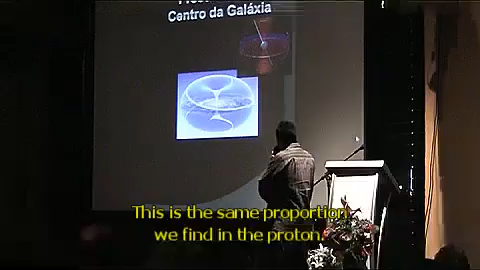 Centro da Galáxia
This is the same proportion
we find in the proton.